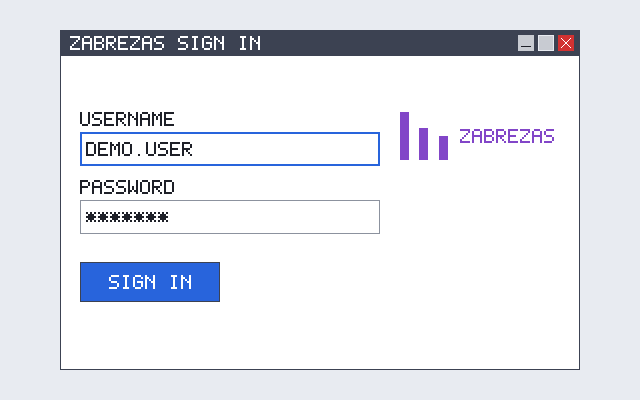 ZABREZAS SIGN IN
USERNAME
DEMO.USER
ZABREZAS
PASSWORD
*******
SIGN IN